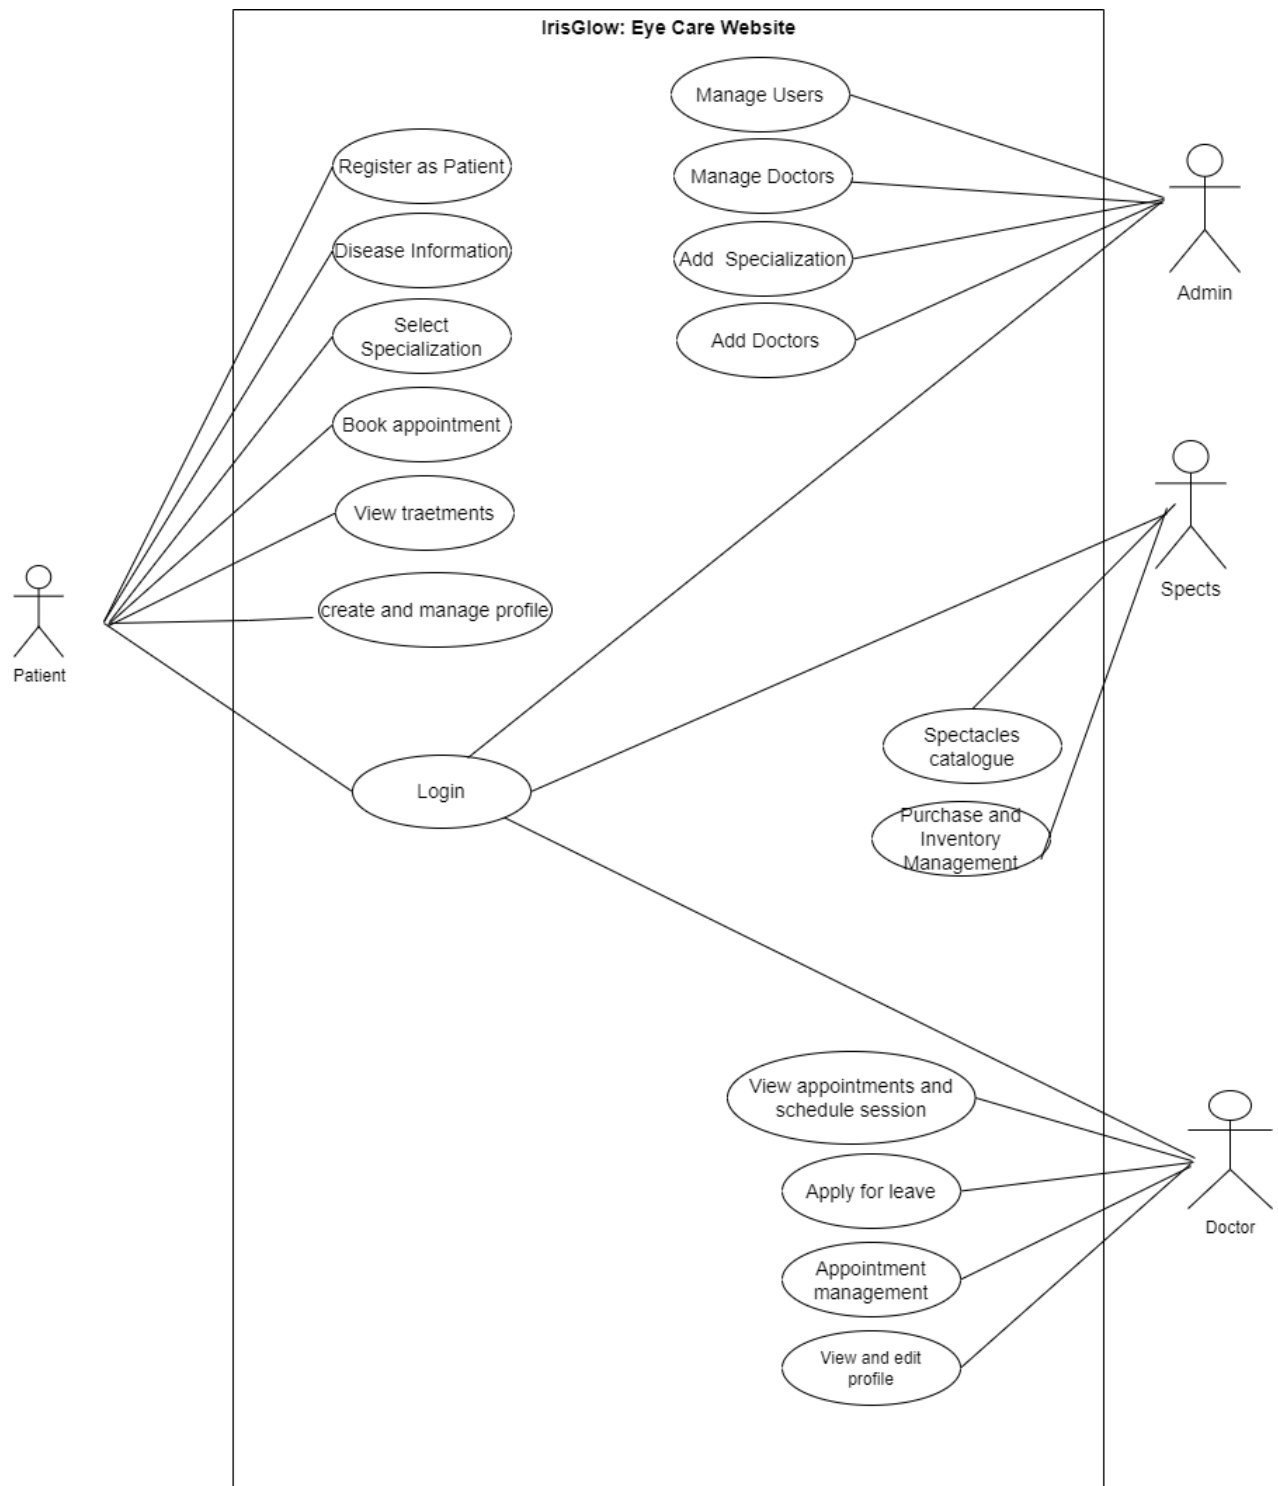 IrisGlow: Eye Care Website
Manage Users
Register as Patient
Manage Doctors
Disease Information
Add  Specialization
Admin
Select
Specialization
Add Doctors
Book appointment
View traetments
Spects
create and manage profile
Patient
Spectacles
catalogue
Login
Purchase and
Inventory
Management
View appointments and
schedule session
Apply for leave
Doctor
Appointment
management
View and edit
profile